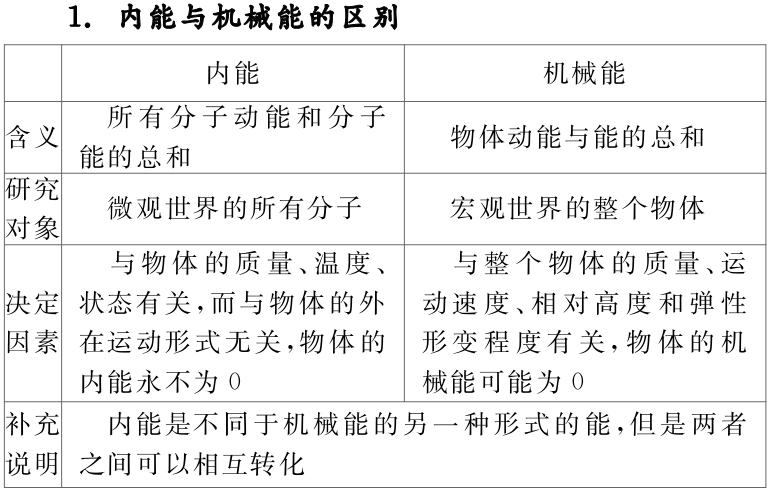 1. 内能与机械能的区别
内能
机械能
含义
所有分子动能和分子
能的总和
物体动能与能的总和
研究
对象
微观世界的所有分子
宏观世界的整个物体
决定
因素
与物体的质量、温度、
状态有关,而与物体的外
在运动形式无关,物体的
内能永不为 0
与整个物体的质量、运
动速度、相对高度和弹性
形变程度有关,物体的机
械能可能为 0
补充
说明
内能是不同于机械能的另一种形式的能,但是两者
之间可以相互转化